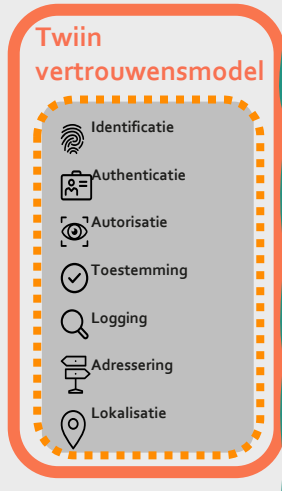 Twiin
vertrouwensmodel
Identificatie
Authenticatie
Autorisatie
Toestemming
Logging
Adressering
Lokalisatie